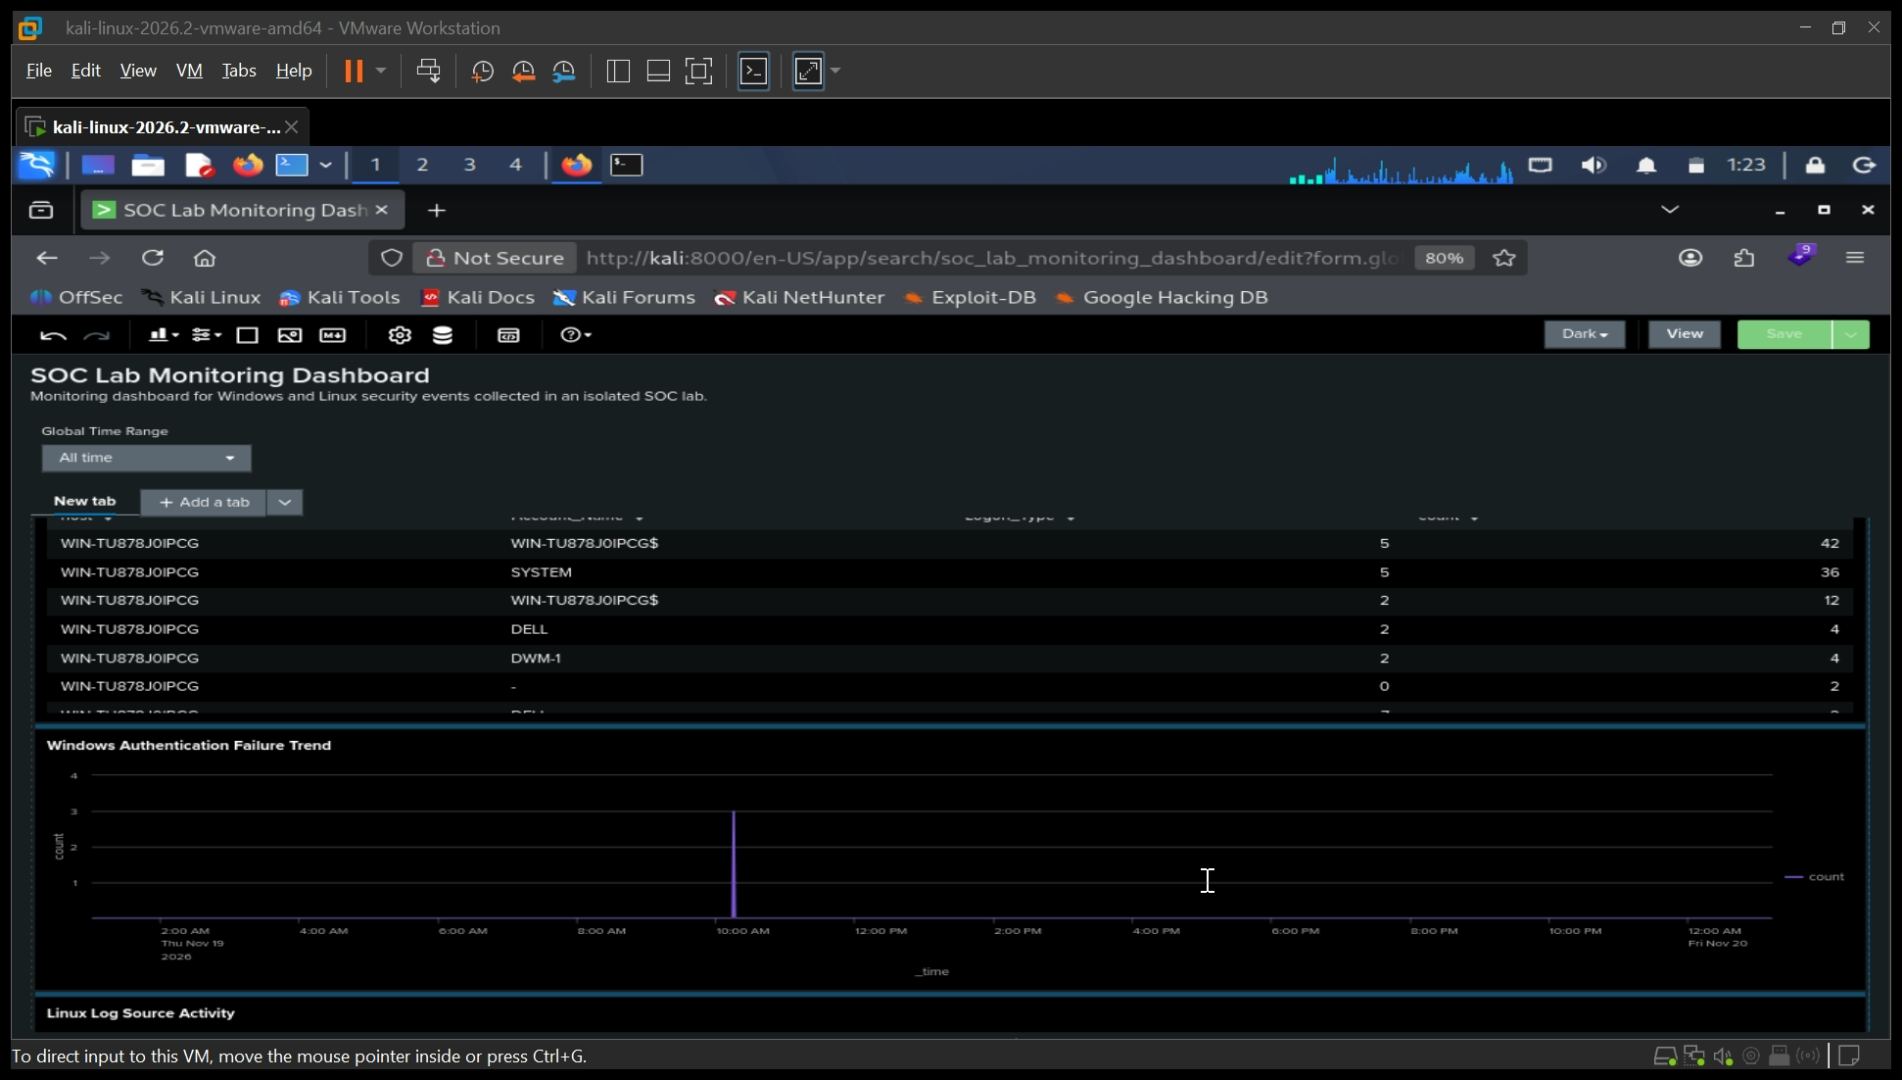 kali-linux-2026.2-vmware-amd64 - VMware Workstation
File Edit View VM Tabs Help
kali-linux-2026.2-vmware-...
1 2 3 4 1:23
SOC Lab Monitoring Dash
Not Secure http://kali:8000/en-US/app/search/soc_lab_monitoring_dashboard/edit?form.glo 80% 9
OffSec Kali Linux Kali Tools Kali Docs Kali Forums Kali NetHunter Exploit-DB Google Hacking DB
Dark View Save
SOC Lab Monitoring Dashboard
Monitoring dashboard for Windows and Linux security events collected in an isolated SOC lab.
Global Time Range
All time
New tab + Add a tab
WIN-TU878J0IPCG WIN-TU878J0IPCG$ 5 42
WIN-TU878J0IPCG SYSTEM 5 36
WIN-TU878J0IPCG WIN-TU878J0IPCG$ 2 12
WIN-TU878J0IPCG DELL 2 4
WIN-TU878J0IPCG DWM-1 2 4
WIN-TU878J0IPCG - 0 2
Windows Authentication Failure Trend
4
3
2
1
count
count
2:00 AM 4:00 AM 6:00 AM 8:00 AM 10:00 AM 12:00 PM 2:00 PM 4:00 PM 6:00 PM 8:00 PM 10:00 PM 12:00 AM
Thu Nov 19 Fri Nov 20
2026
_time
Linux Log Source Activity
To direct input to this VM, move the mouse pointer inside or press Ctrl+G.